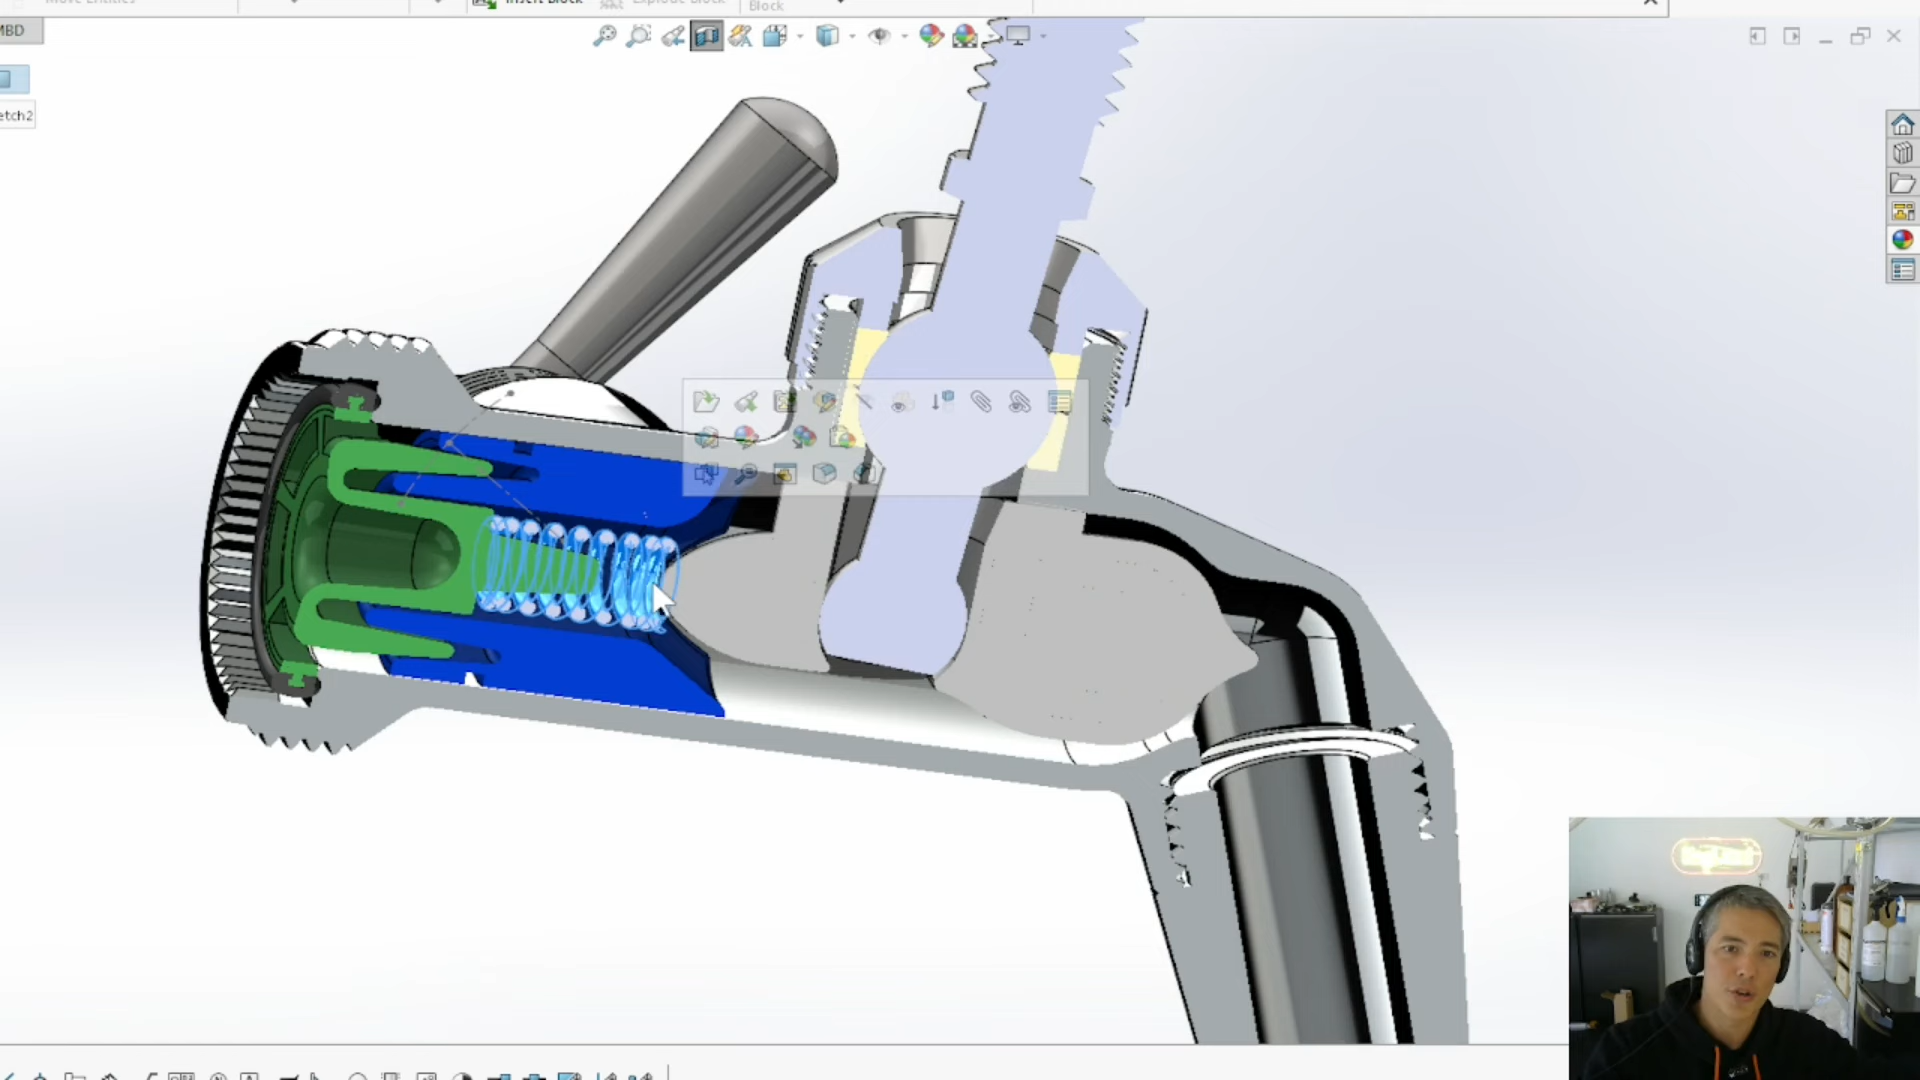 Move Entities
Insert Block
Explode Block
Block
MBD
etch2